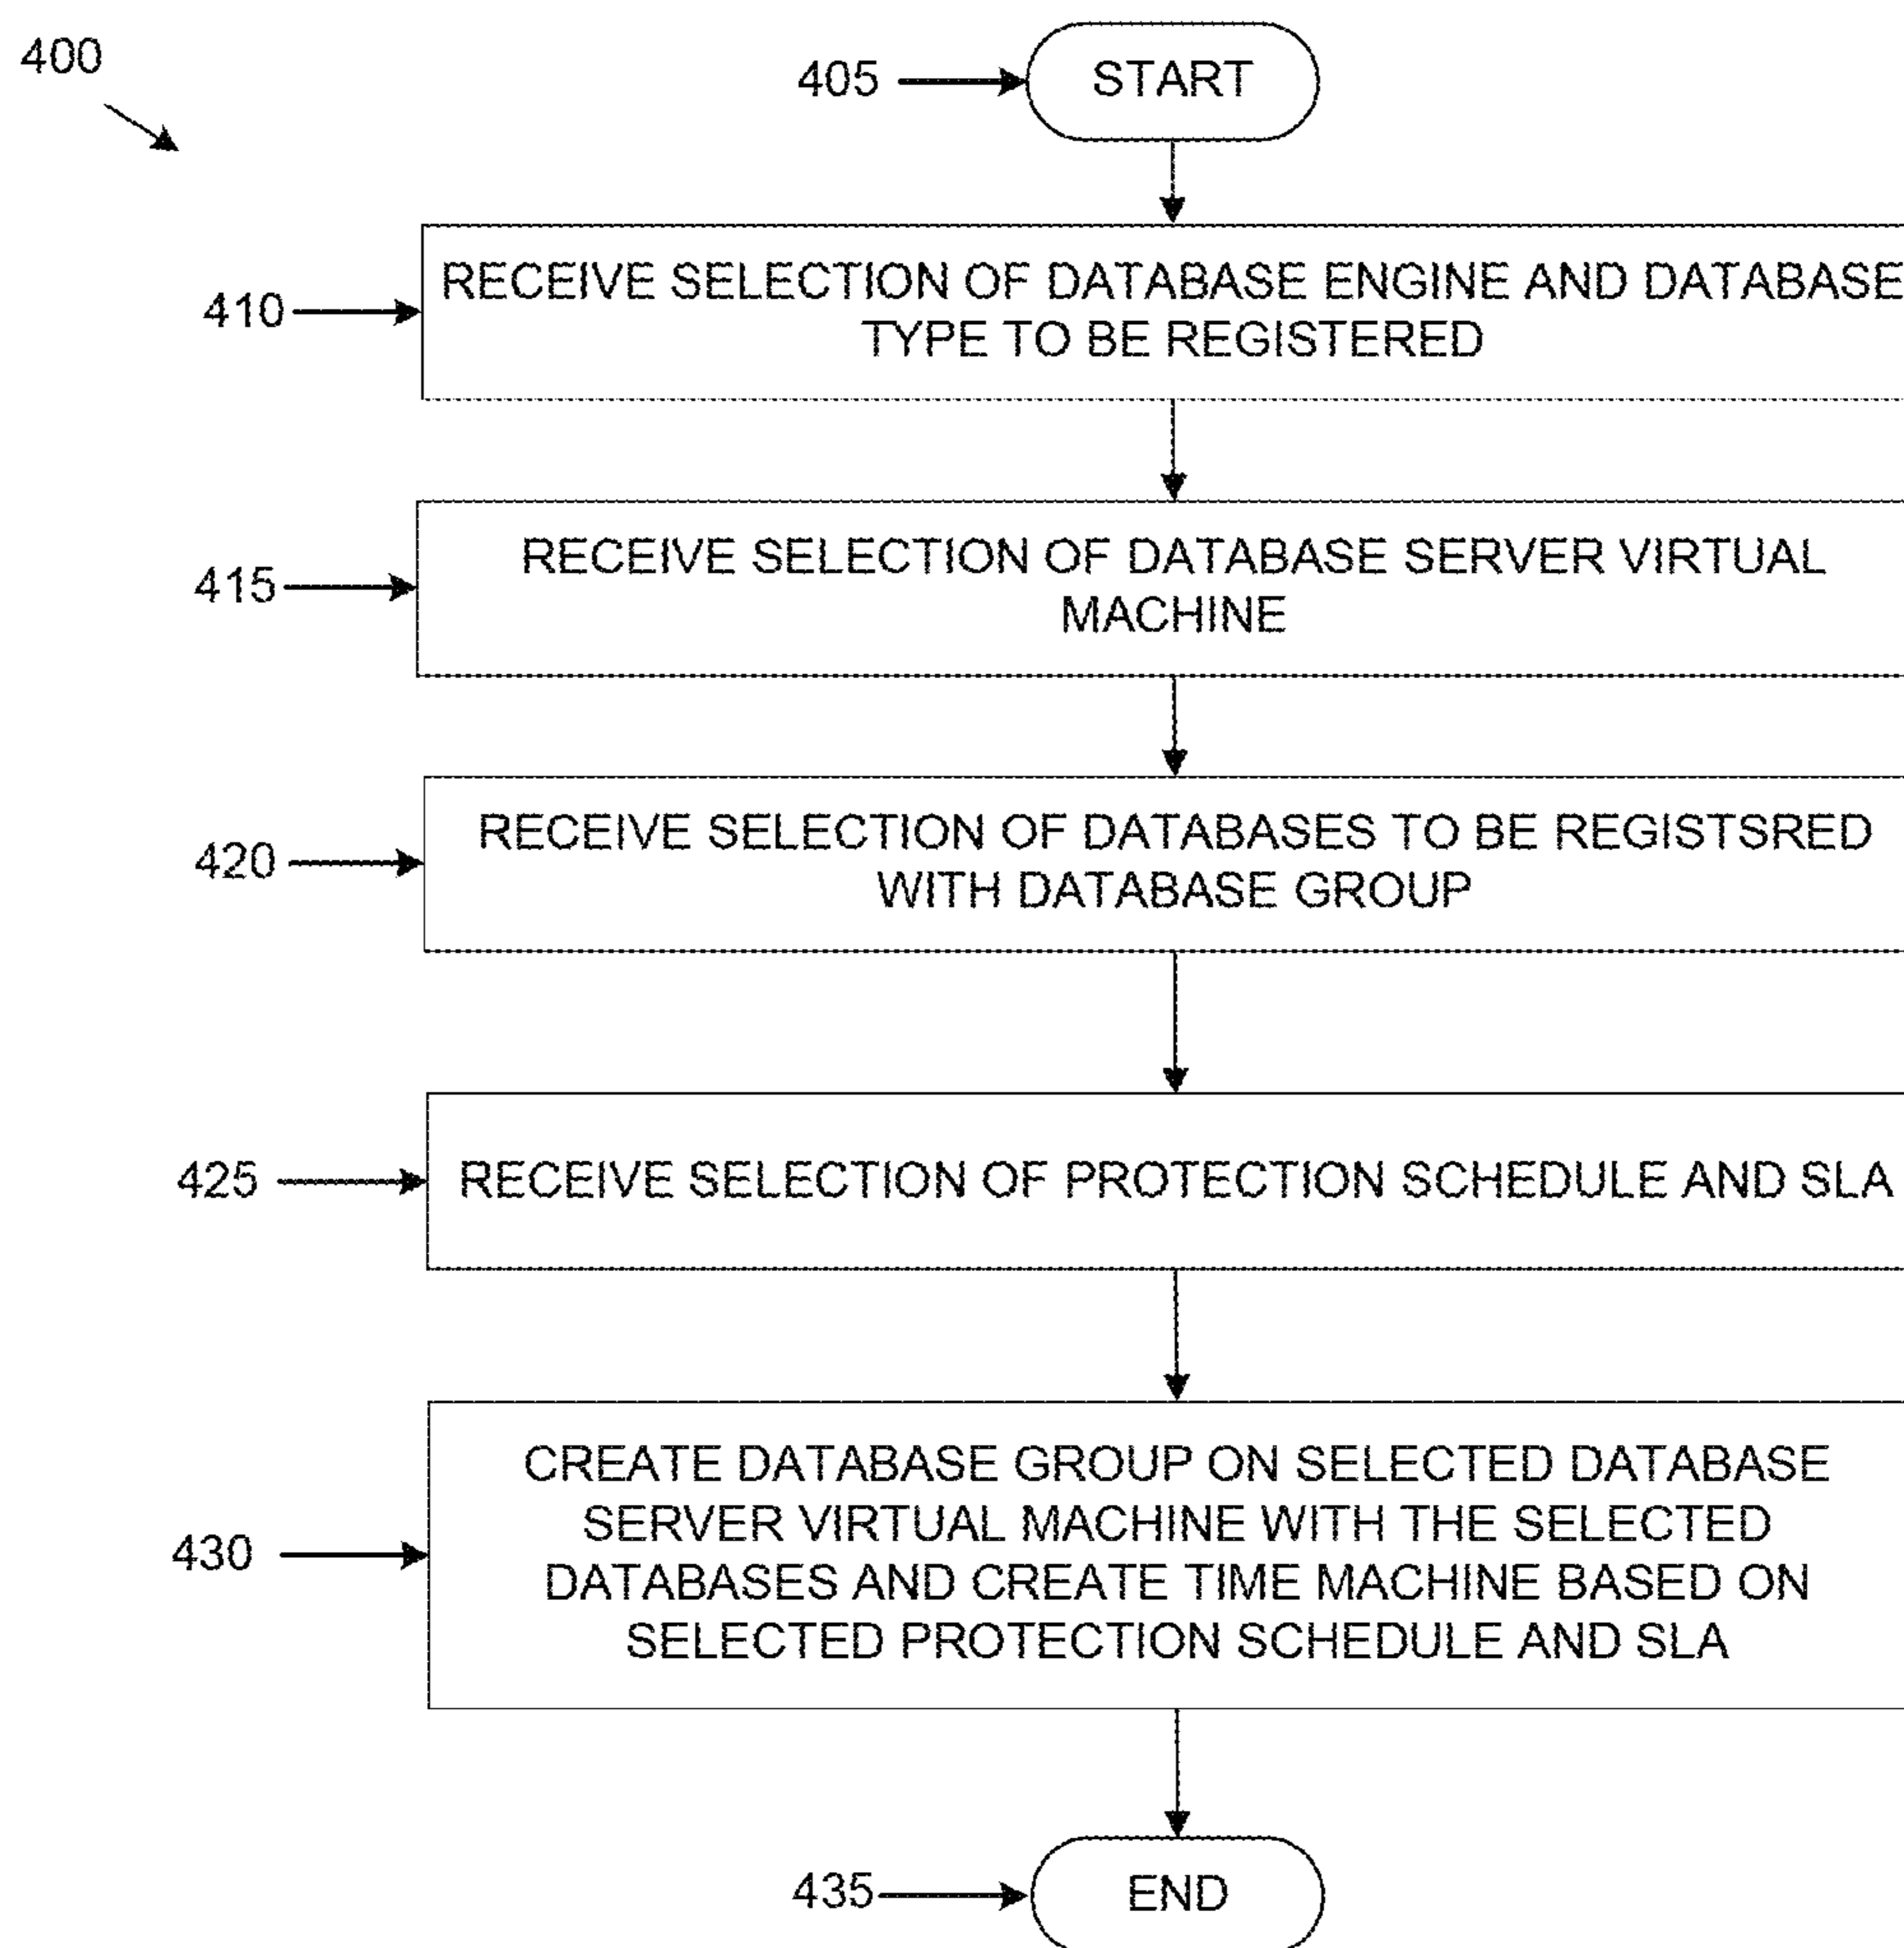 400
405
START
410
RECEIVE SELECTION OF DATABASE ENGINE AND DATABASE
TYPE TO BE REGISTERED
415
RECEIVE SELECTION OF DATABASE SERVER VIRTUAL
MACHINE
420
RECEIVE SELECTION OF DATABASES TO BE REGISTSRED
WITH DATABASE GROUP
425
RECEIVE SELECTION OF PROTECTION SCHEDULE AND SLA
430
CREATE DATABASE GROUP ON SELECTED DATABASE
SERVER VIRTUAL MACHINE WITH THE SELECTED
DATABASES AND CREATE TIME MACHINE BASED ON
SELECTED PROTECTION SCHEDULE AND SLA
435
END